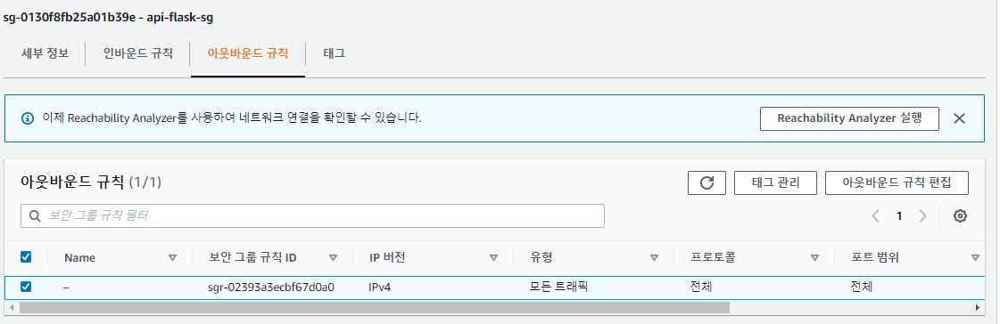 sg-0130f8fb25a01b39e - api-flask-sg
세부 정보 인바운드 규칙 아웃바운드 규칙 태그
이제 Reachability Analyzer를 사용하여 네트워크 연결을 확인할 수 있습니다. Reachability Analyzer 실행
아웃바운드 규칙 (1/1) 태그 관리 아웃바운드 규칙 편집
보안 그룹 규칙 필터 1
Name 보안 그룹 규칙 ID IP 버전 유형 프로토콜 포트 범위
– sgr-02393a3ecbf67d0a0 IPv4 모든 트래픽 전체 전체